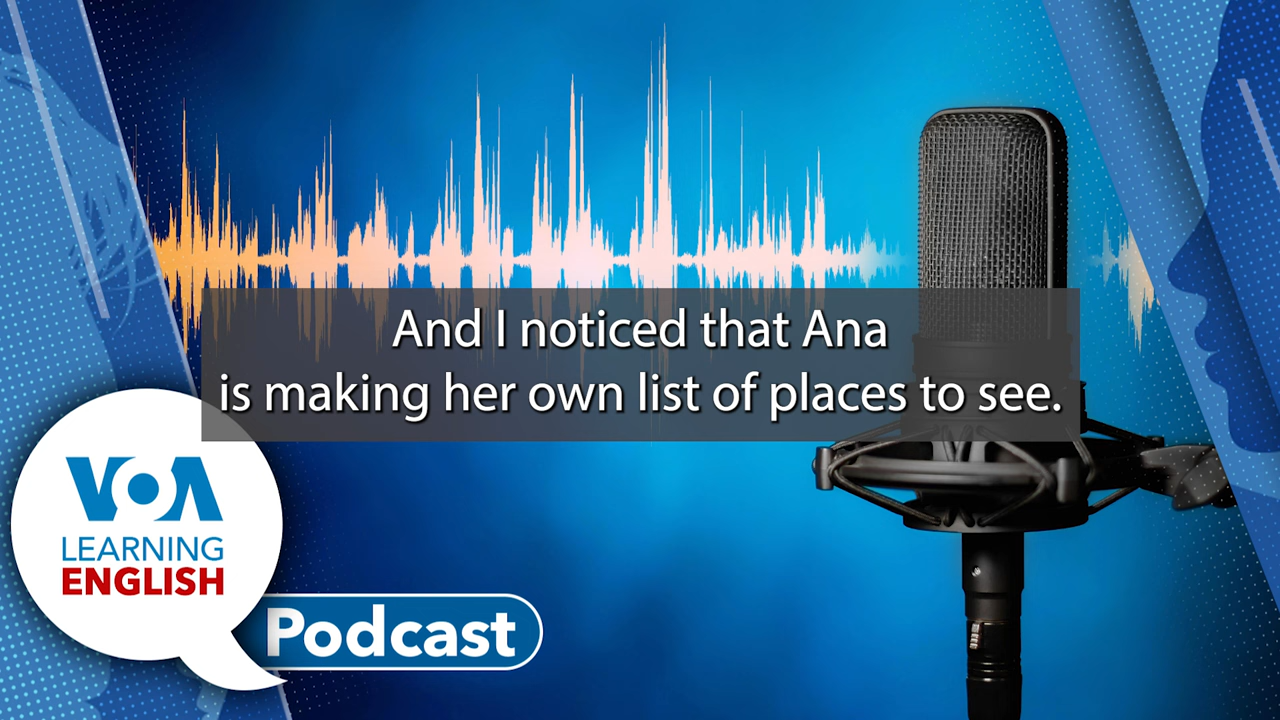 And I noticed that Ana
is making her own list of places to see.
VOA
LEARNING
ENGLISH
Podcast